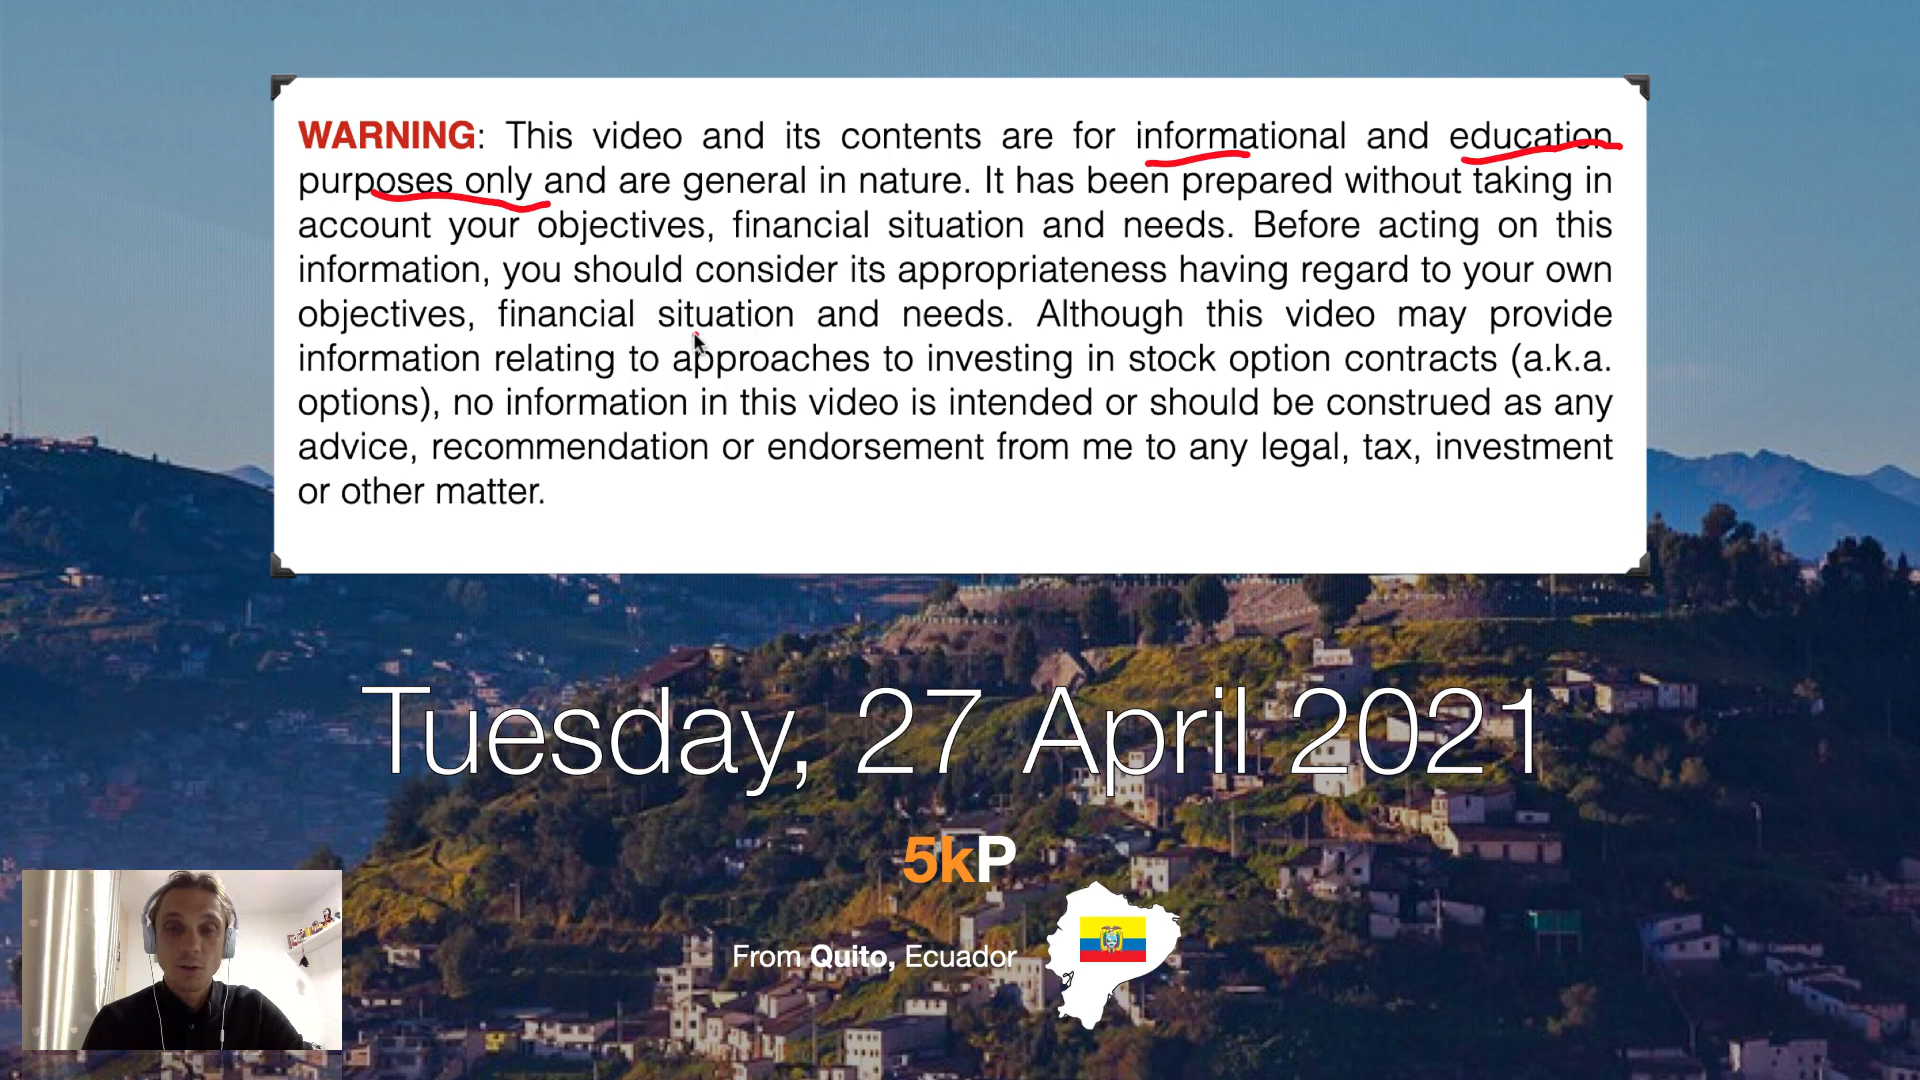 WARNING: This video and its contents are for informational and education
purposes only and are general in nature. It has been prepared without taking in
account your objectives, financial situation and needs. Before acting on this
information, you should consider its appropriateness having regard to your own
objectives, financial situation and needs. Although this video may provide
information relating to approaches to investing in stock option contracts (a.k.a.
options), no information in this video is intended or should be construed as any
advice, recommendation or endorsement from me to any legal, tax, investment
or other matter.
Tuesday, 27 April 2021
5kP
From Quito, Ecuador